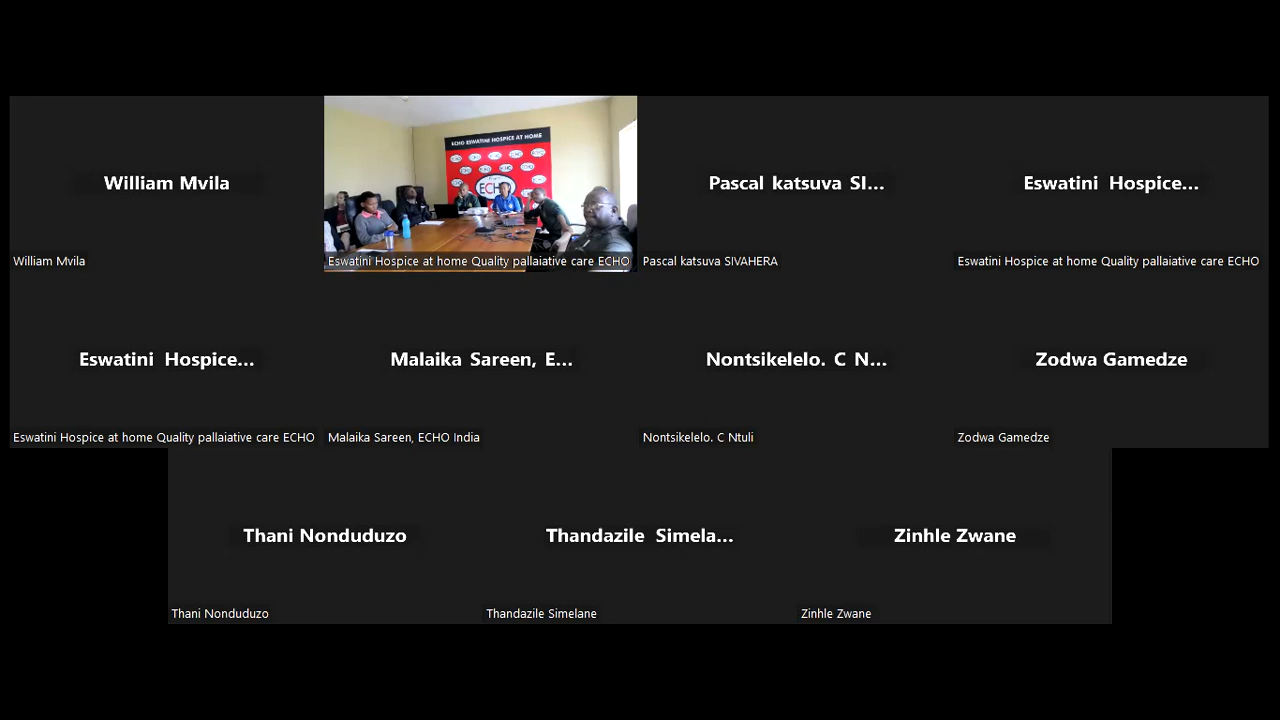 William Mvila
William Mvila
ECHO ESWATINI HOSPICE AT HOME
ECHO
Eswatini Hospice at home Quality pallaiative care ECHO
Pascal katsuva SI...
Pascal katsuva SIVAHERA
Eswatini Hospice...
Eswatini Hospice at home Quality pallaiative care ECHO
Eswatini Hospice...
Eswatini Hospice at home Quality pallaiative care ECHO
Malaika Sareen, E...
Malaika Sareen, ECHO India
Nontsikelelo. C N...
Nontsikelelo. C Ntuli
Zodwa Gamedze
Zodwa Gamedze
Thani Nonduduzo
Thani Nonduduzo
Thandazile Simela...
Thandazile Simelane
Zinhle Zwane
Zinhle Zwane